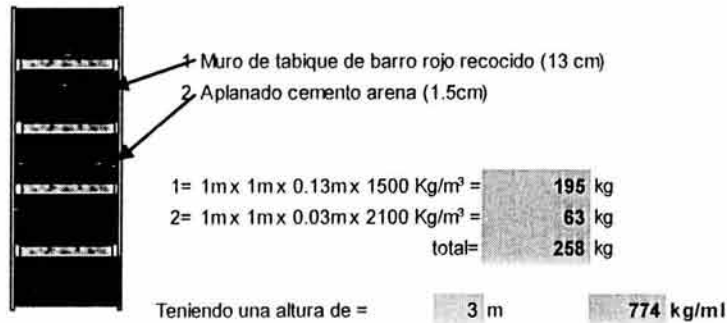 1 Muro de tabique de barro rojo recocido (13 cm)
2 Aplanado cemento arena (1.5cm)
1= 1m x 1m x 0.13m x 1500 Kg/m³ = 195 kg
2= 1m x 1m x 0.03m x 2100 Kg/m³ = 63 kg
total= 258 kg
Teniendo una altura de = 3 m 774 kg/ml